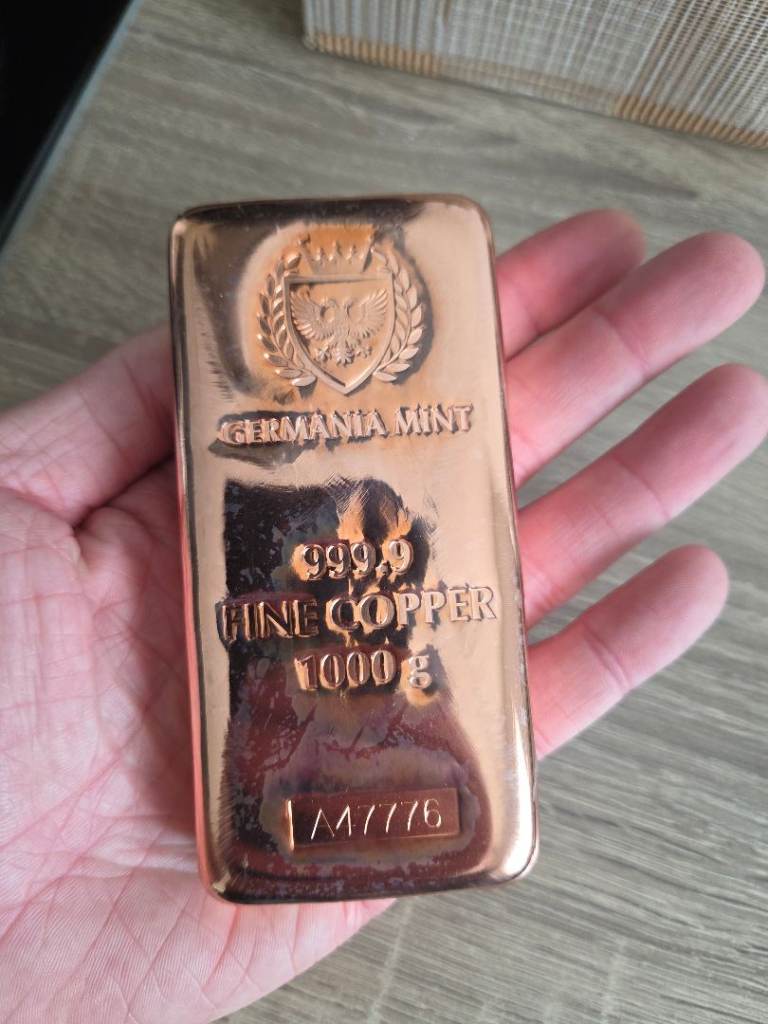 GERMANIA MINT
999.9
FINE COPPER
1000 g
A47776